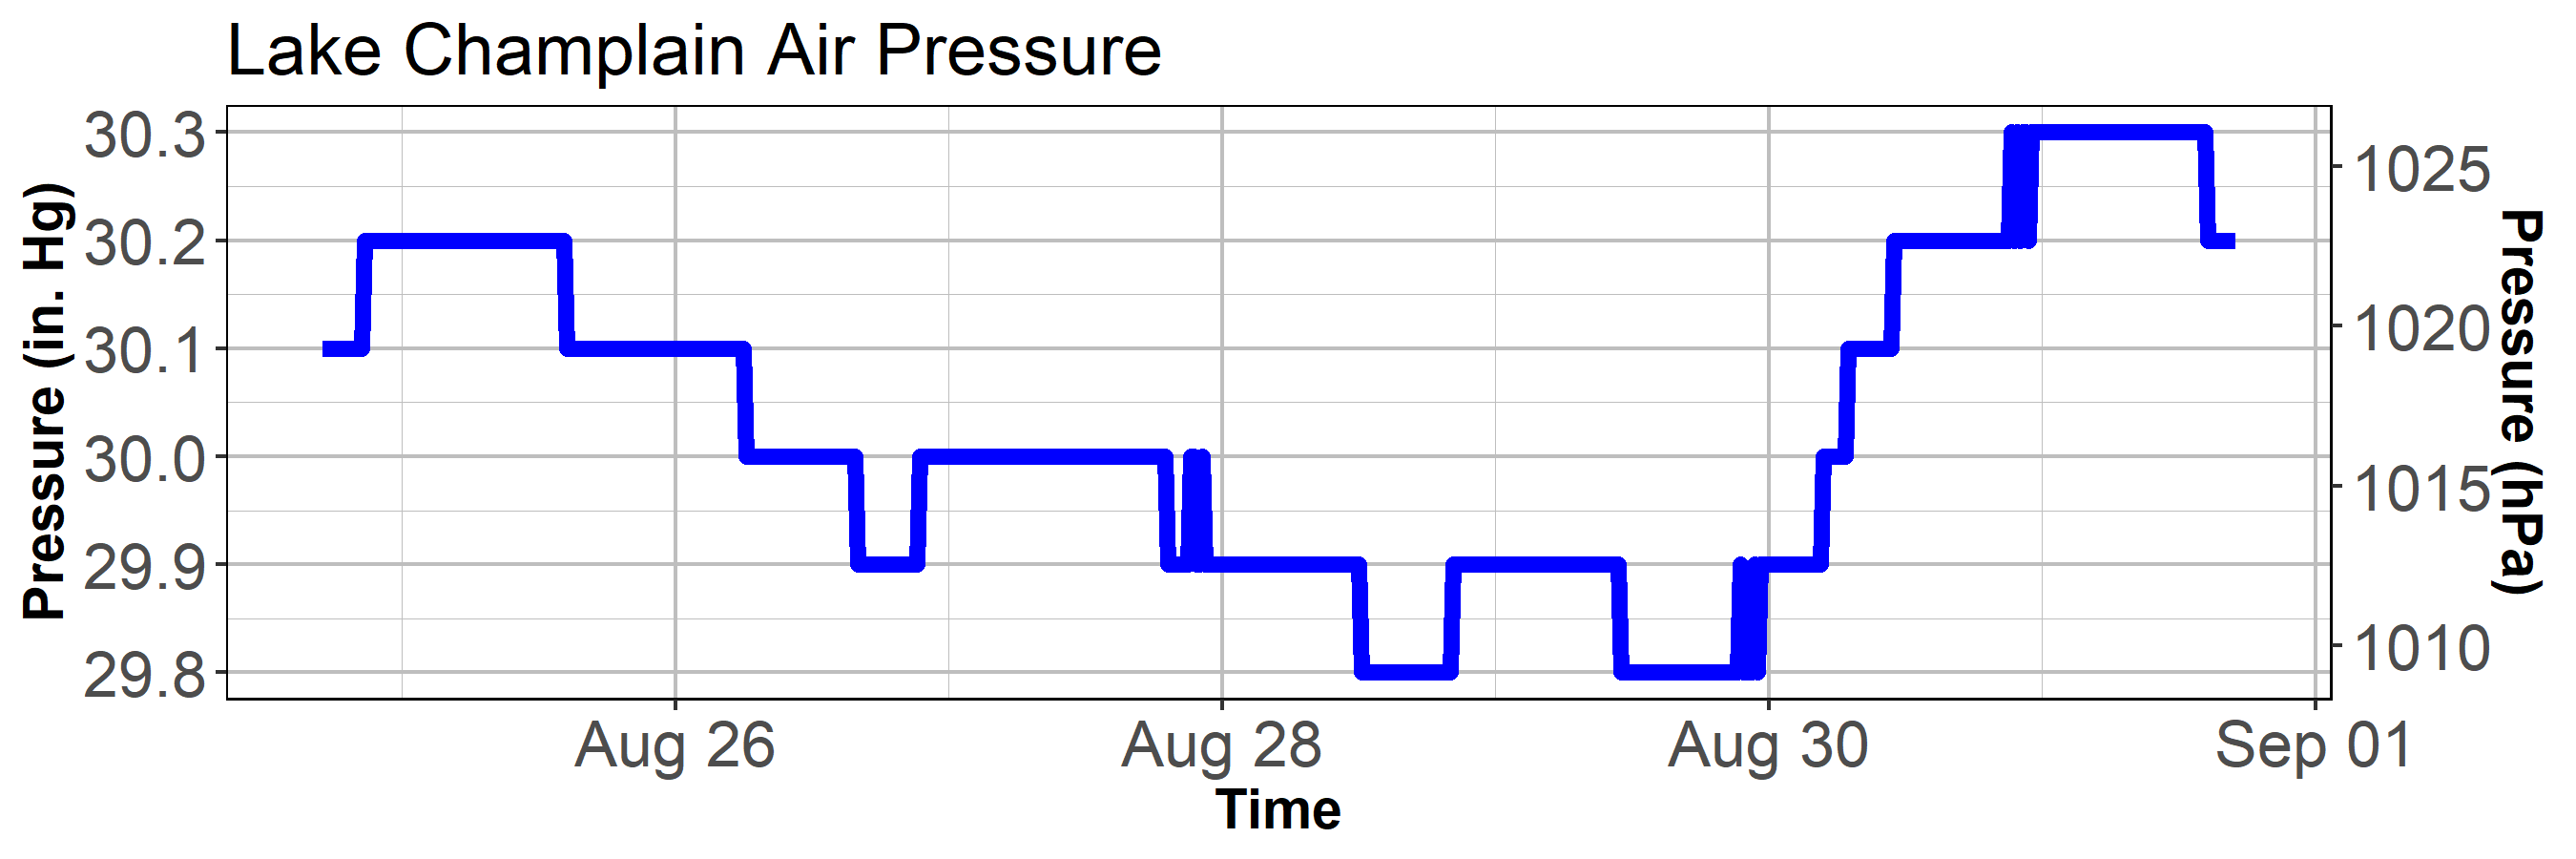 Lake Champlain Air Pressure
Pressure (in. Hg)
30.3
30.2
30.1
30.0
29.9
29.8
1025
1020
1015
1010
Pressure (hPa)
Aug 26 Aug 28 Aug 30 Sep 01
Time